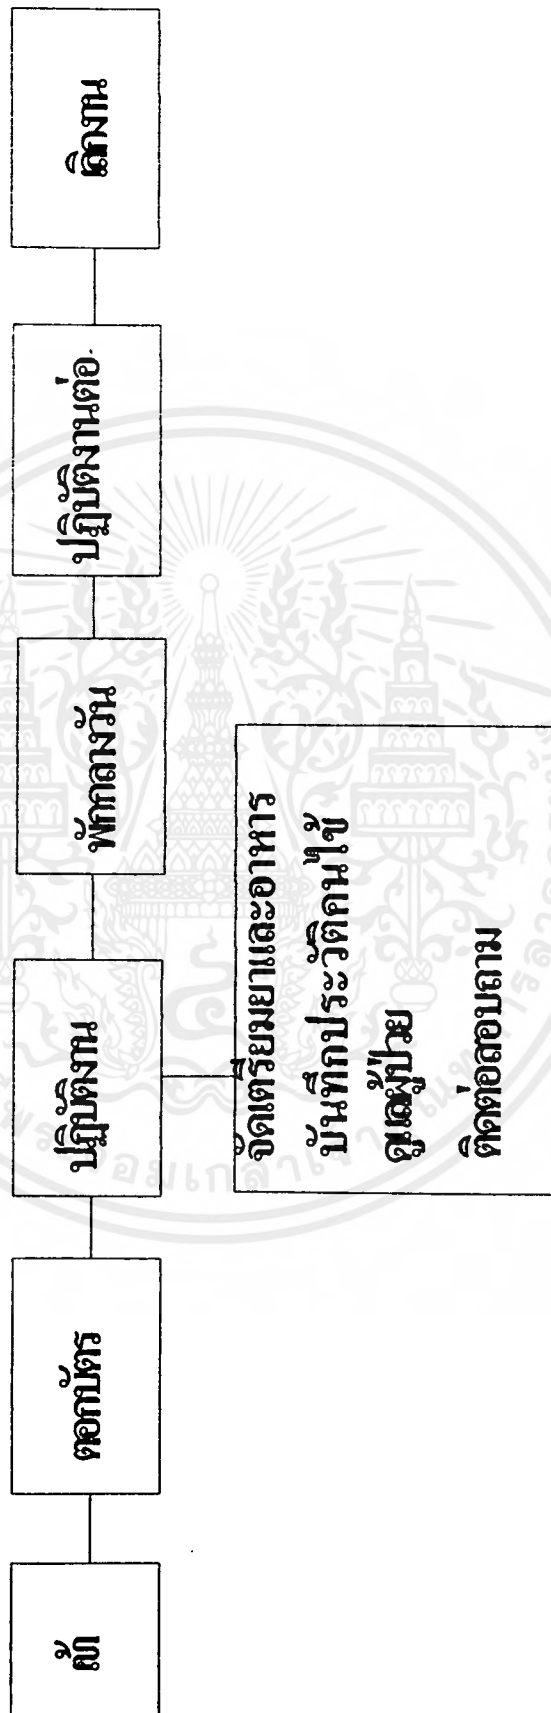 เข้า
ตอกบัตร
ปฏิบัติงาน
พักกลางวัน
ปฏิบัติงานต่อ
เลิกงาน
จัดเตรียมยาและอาหาร
บันทึกประวัติคนไข้
ดูแลผู้ป่วย
ติดต่อสอบถาม